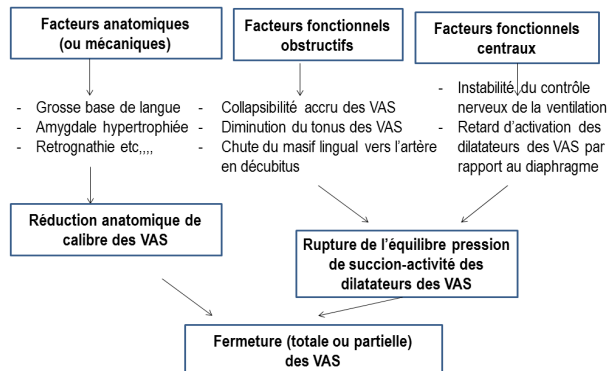 Facteurs anatomiques
(ou mécaniques)
Facteurs fonctionnels
obstructifs
Facteurs fonctionnels
centraux
- Grosse base de langue
- Amygdale hypertrophiée
- Retrognathie etc,,,,
- Collapsibilité accru des VAS
- Diminution du tonus des VAS
- Chute du masif lingual vers l’artère
en décubitus
- Instabilité du contrôle
nerveux de la ventilation
- Retard d’activation des
dilatateurs des VAS par
rapport au diaphragme
Réduction anatomique de
calibre des VAS
Rupture de l’équilibre pression
de succion-activité des
dilatateurs des VAS
Fermeture (totale ou partielle)
des VAS